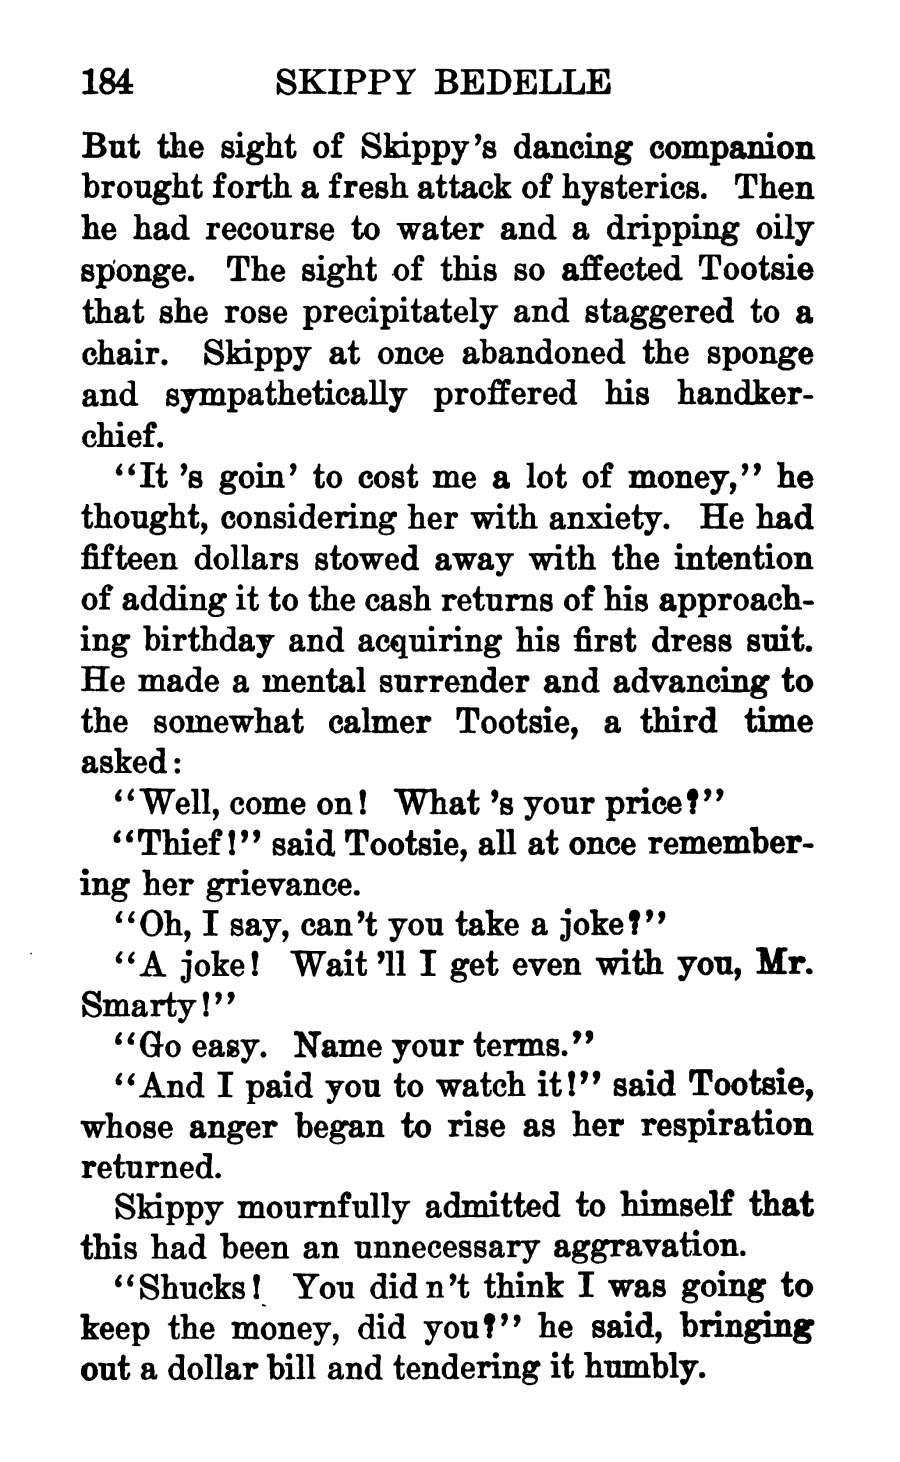 184 SKIPPY BEDELLE
But the sight of Skippy's dancing companion
brought forth a fresh attack of hysterics. Then
he had recourse to water and a dripping oily
sponge. The sight of this so affected Tootsie
that she rose precipitately and staggered to a
chair. Skippy at once abandoned the sponge
and sympathetically proffered his handker-
chief.
"It 's goin' to cost me a lot of money," he
thought, considering her with anxiety. He had
fifteen dollars stowed away with the intention
of adding it to the cash returns of his approach-
ing birthday and acquiring his first dress suit.
He made a mental surrender and advancing to
the somewhat calmer Tootsie, a third time
asked:
"Well, come on! What 's your price?"
"Thief!" said Tootsie, all at once remember-
ing her grievance.
"Oh, I say, can't you take a joke?"
"A joke! Wait 'll I get even with you, Mr.
Smarty!"
"Go easy. Name your terms."
"And I paid you to watch it!" said Tootsie,
whose anger began to rise as her respiration
returned.
Skippy mournfully admitted to himself that
this had been an unnecessary aggravation.
"Shucks! You did n't think I was going to
keep the money, did you?" he said, bringing
out a dollar bill and tendering it humbly.